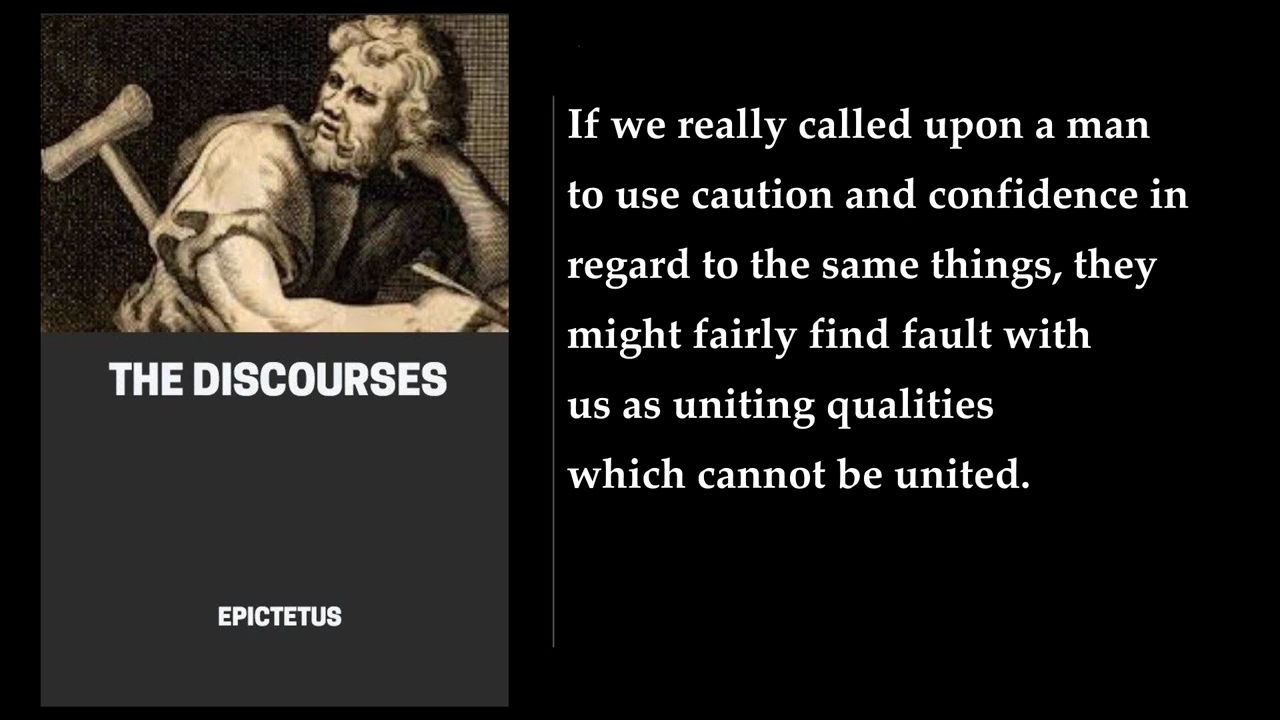 THE DISCOURSES
EPICTETUS
If we really called upon a man
to use caution and confidence in
regard to the same things, they
might fairly find fault with
us as uniting qualities
which cannot be united.